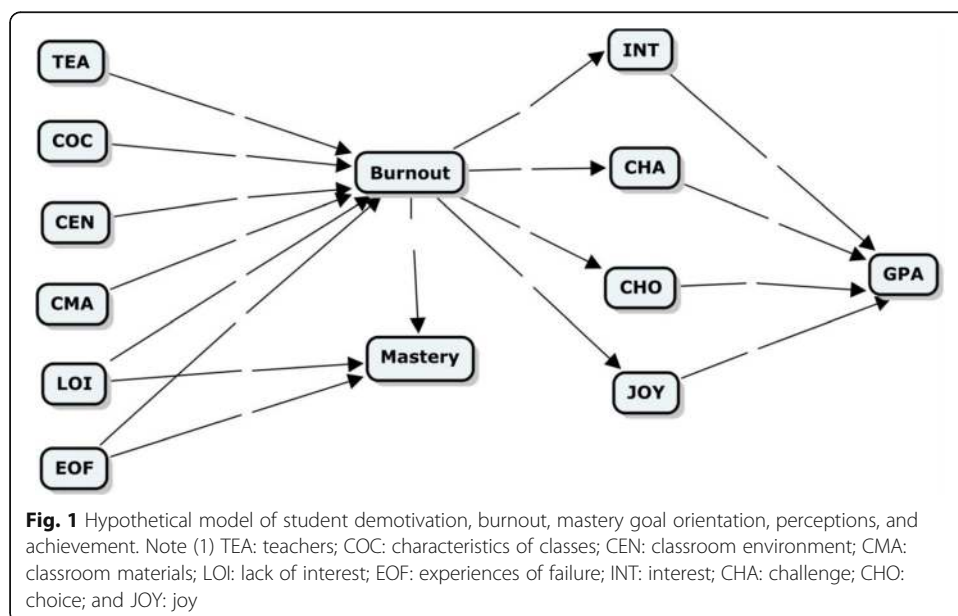 TEA
COC
CEN
CMA
LOI
EOF
Burnout
Mastery
INT
CHA
CHO
JOY
GPA
Fig. 1 Hypothetical model of student demotivation, burnout, mastery goal orientation, perceptions, and
achievement. Note (1) TEA: teachers; COC: characteristics of classes; CEN: classroom environment; CMA:
classroom materials; LOI: lack of interest; EOF: experiences of failure; INT: interest; CHA: challenge; CHO:
choice; and JOY: joy